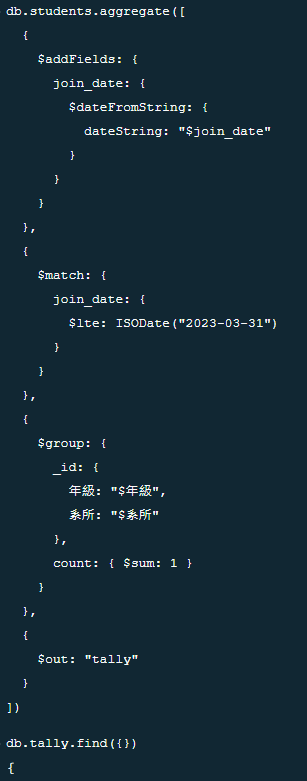 db.students.aggregate([
  {
    $addFields: {
      join_date: {
        $dateFromString: {
          dateString: "$join_date"
        }
      }
    }
  },
  {
    $match: {
      join_date: {
        $lte: ISODate("2023-03-31")
      }
    }
  },
  {
    $group: {
      _id: {
        年級: "$年級",
        系所: "$系所"
      },
      count: { $sum: 1 }
    }
  },
  {
    $out: "tally"
  }
])
db.tally.find({})
{